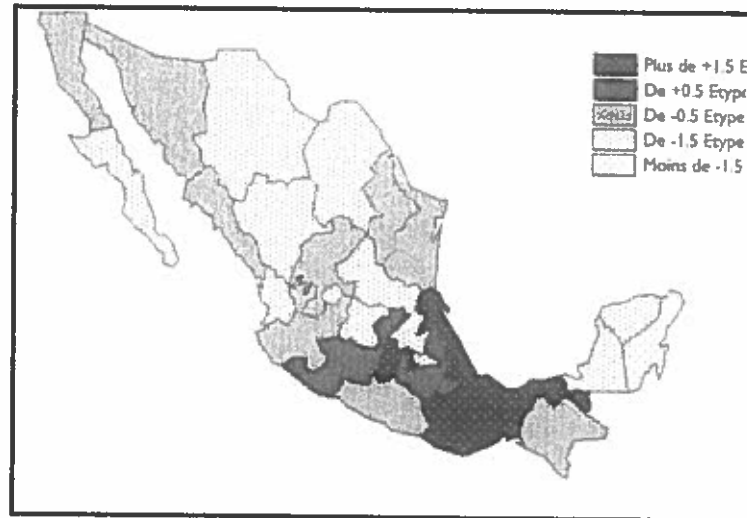 Plus de +1.5 E
De +0.5 Etype
De -0.5 Etype
De -1.5 Etype
Moins de -1.5